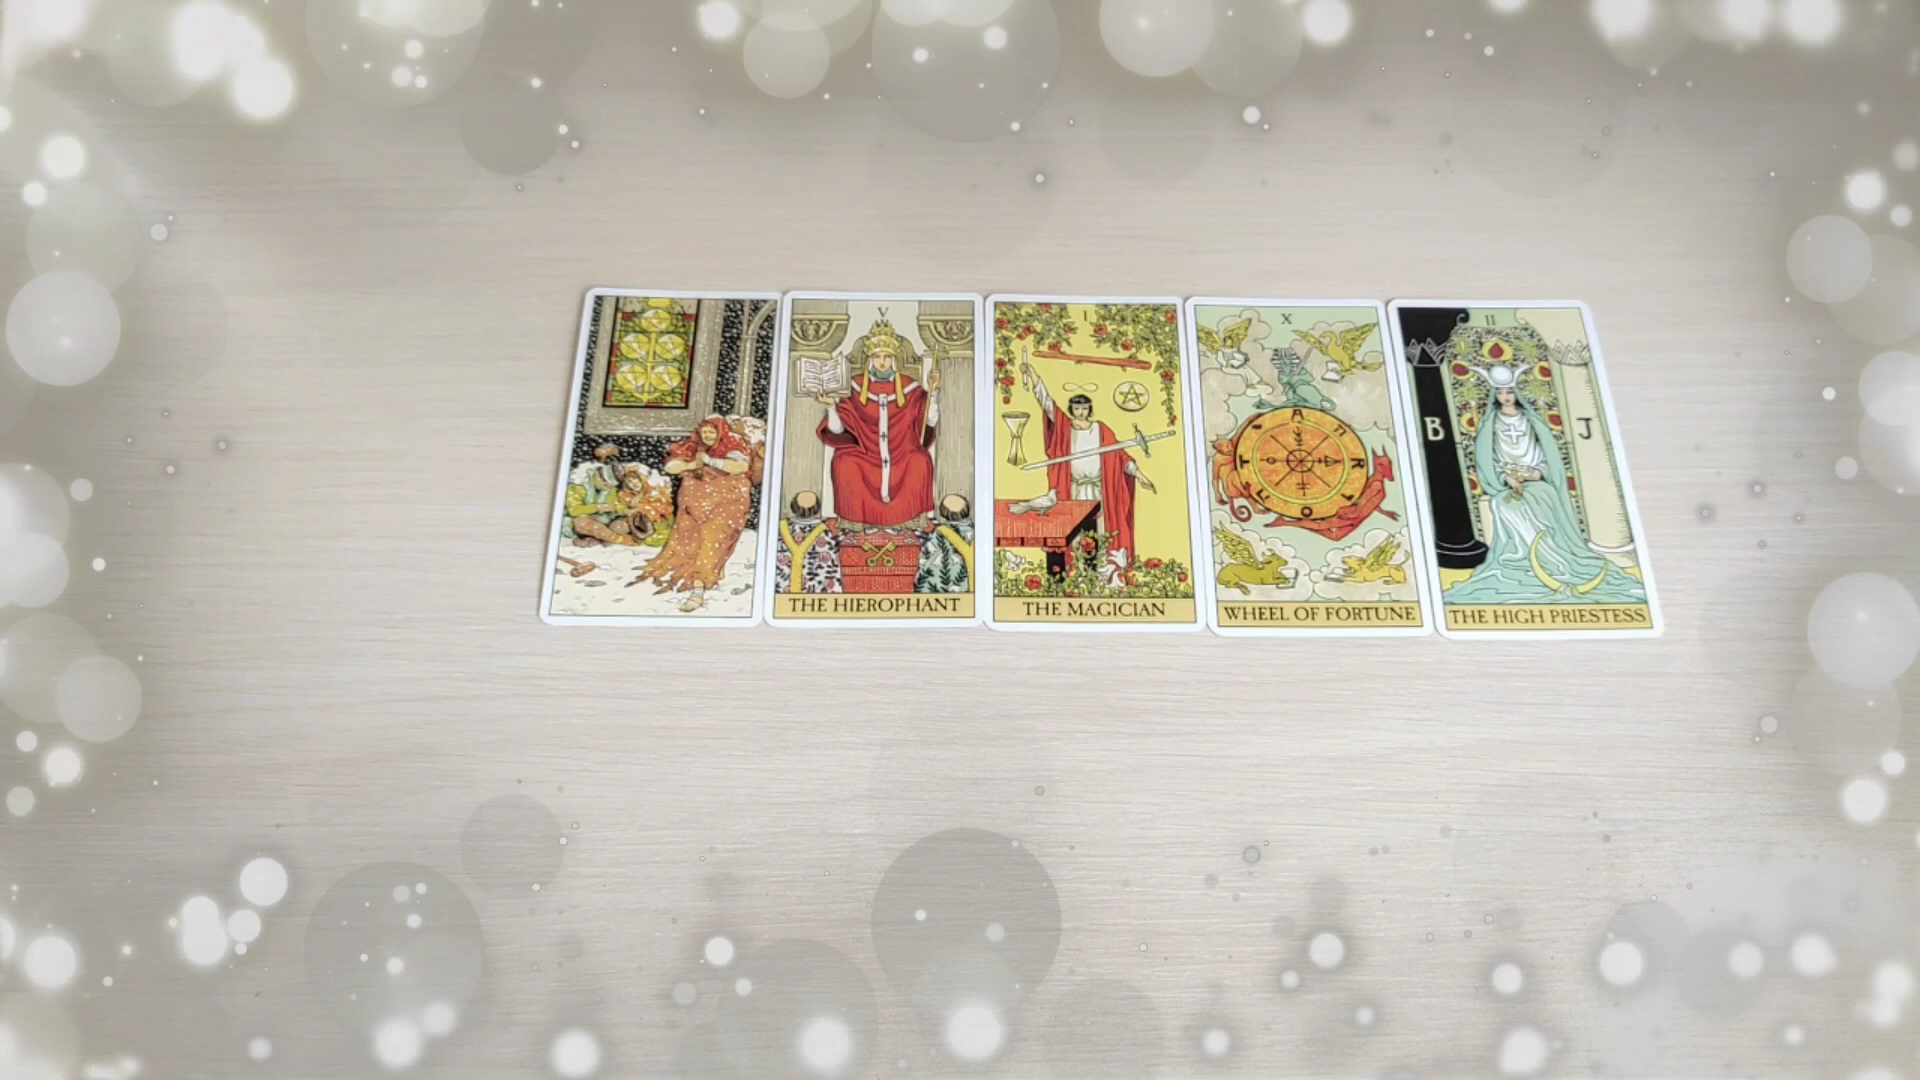 V
THE HIEROPHANT
I
THE MAGICIAN
X
A
T
R
O
WHEEL OF FORTUNE
II
B
J
THE HIGH PRIESTESS